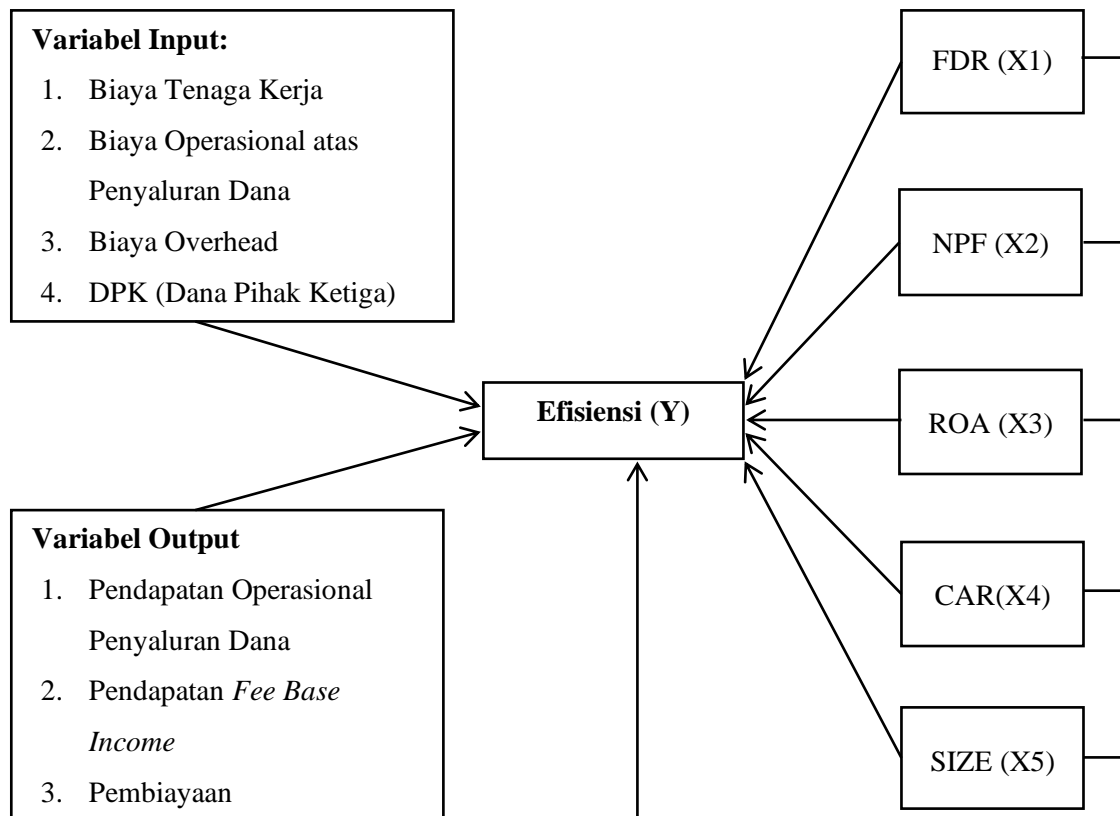 Variabel Input:
1. Biaya Tenaga Kerja
2. Biaya Operasional atas
Penyaluran Dana
3. Biaya Overhead
4. DPK (Dana Pihak Ketiga)
Efisiensi (Y)
Variabel Output
1. Pendapatan Operasional
Penyaluran Dana
2. Pendapatan Fee Base
Income
3. Pembiayaan
FDR (X1)
NPF (X2)
ROA (X3)
CAR(X4)
SIZE (X5)